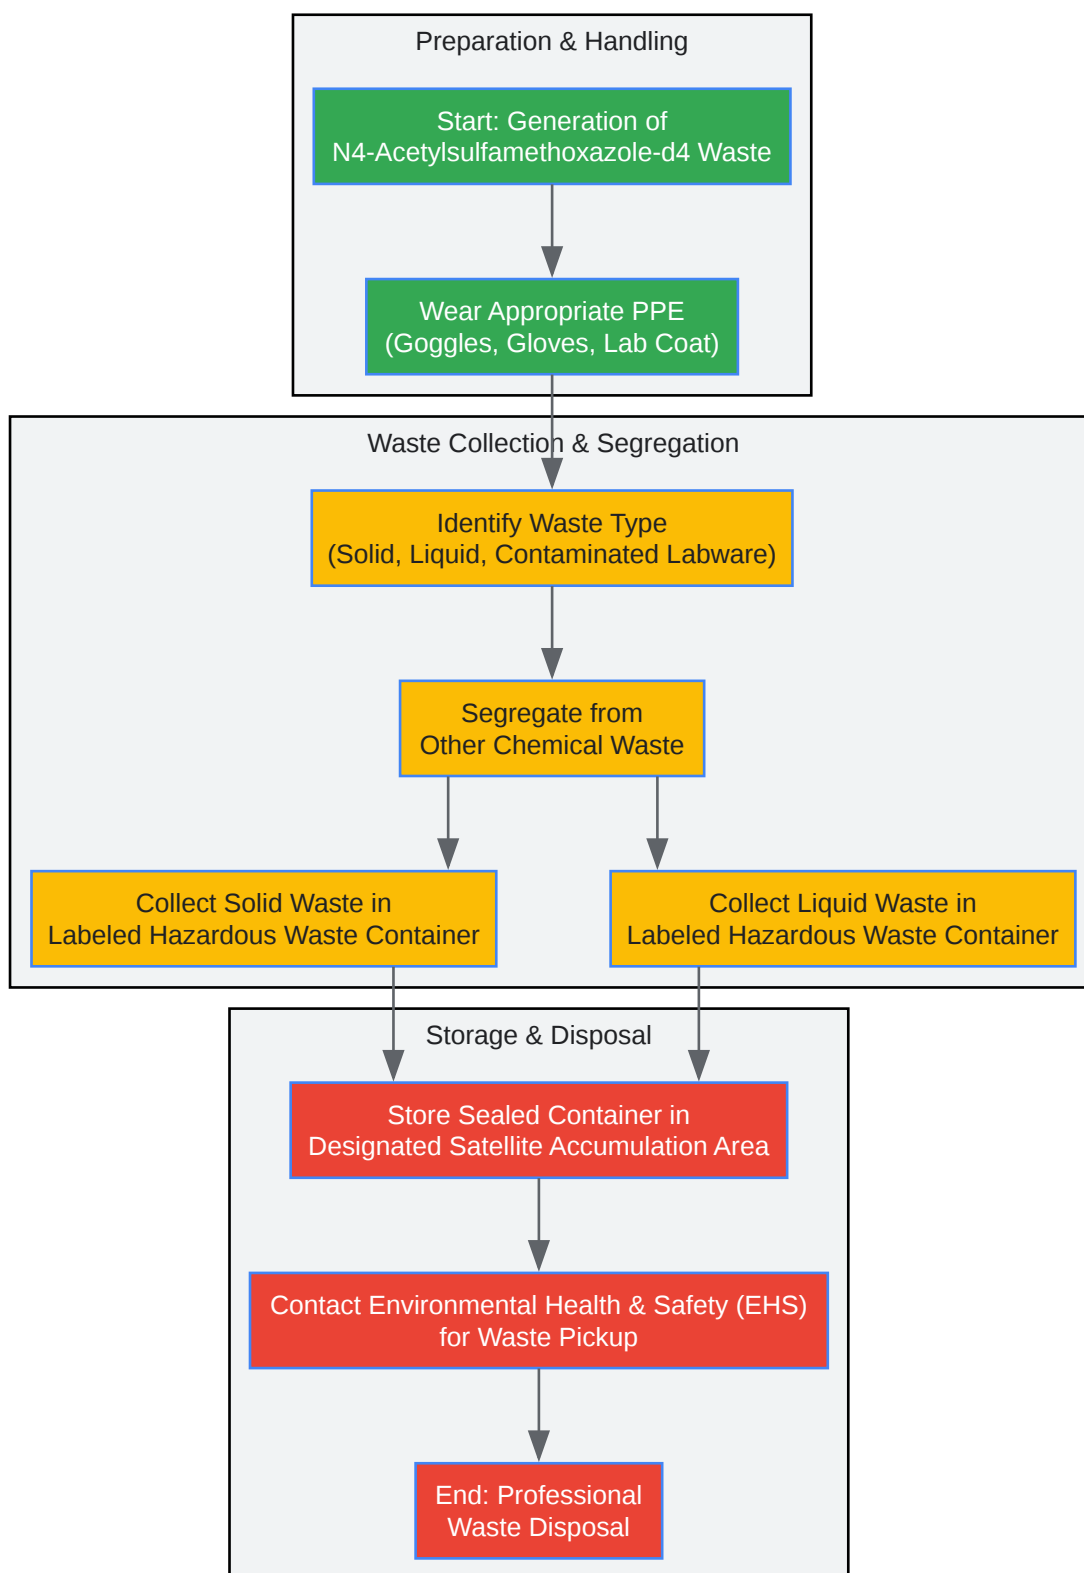 Preparation & Handling
Start: Generation of
N4-Acetylsulfamethoxazole-d4 Waste
Wear Appropriate PPE
(Goggles, Gloves, Lab Coat)
Waste Collection & Segregation
Identify Waste Type
(Solid, Liquid, Contaminated Labware)
Segregate from
Other Chemical Waste
Collect Solid Waste in
Labeled Hazardous Waste Container
Collect Liquid Waste in
Labeled Hazardous Waste Container
Storage & Disposal
Store Sealed Container in
Designated Satellite Accumulation Area
Contact Environmental Health & Safety (EHS)
for Waste Pickup
End: Professional
Waste Disposal